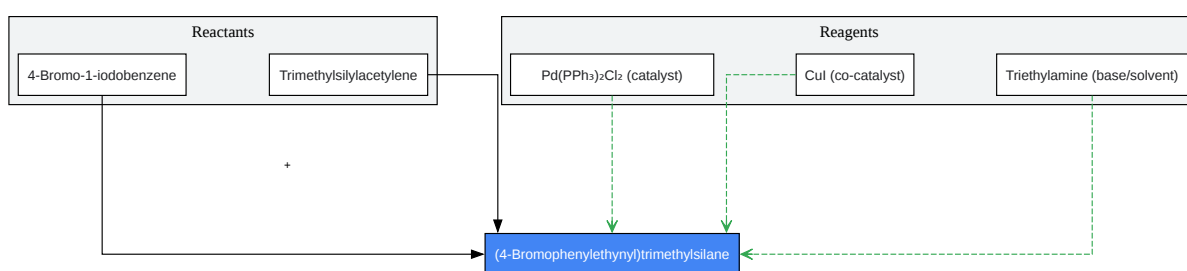 Reactants
Reagents
4-Bromo-1-iodobenzene
Trimethylsilylacetylene
Pd(PPh₃)₂Cl₂ (catalyst)
CuI (co-catalyst)
Triethylamine (base/solvent)
+
(4-Bromophenylethynyl)trimethylsilane